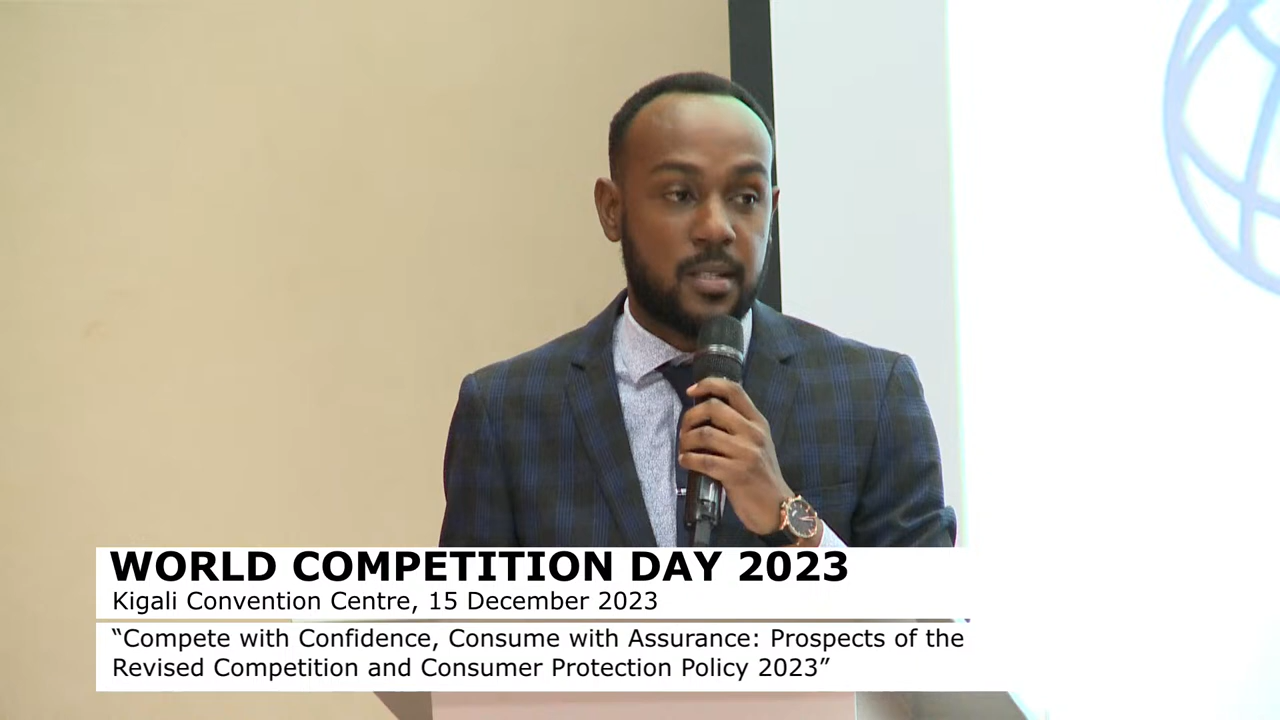 WORLD COMPETITION DAY 2023
Kigali Convention Centre, 15 December 2023
“Compete with Confidence, Consume with Assurance: Prospects of the
Revised Competition and Consumer Protection Policy 2023”